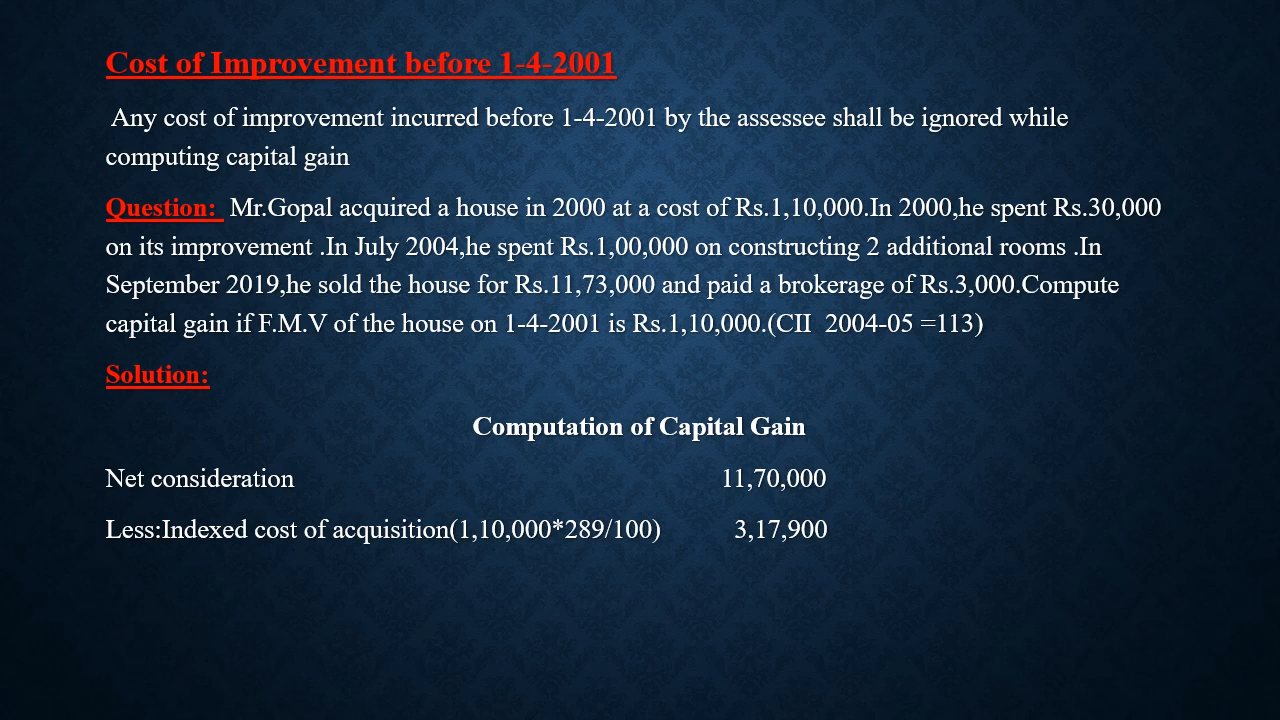 Cost of Improvement before 1-4-2001
Any cost of improvement incurred before 1-4-2001 by the assessee shall be ignored while
computing capital gain
Question: Mr.Gopal acquired a house in 2000 at a cost of Rs.1,10,000.In 2000,he spent Rs.30,000
on its improvement .In July 2004,he spent Rs.1,00,000 on constructing 2 additional rooms .In
September 2019,he sold the house for Rs.11,73,000 and paid a brokerage of Rs.3,000.Compute
capital gain if F.M.V of the house on 1-4-2001 is Rs.1,10,000.(CII 2004-05 =113)
Solution:
Computation of Capital Gain
Net consideration 11,70,000
Less:Indexed cost of acquisition(1,10,000*289/100) 3,17,900